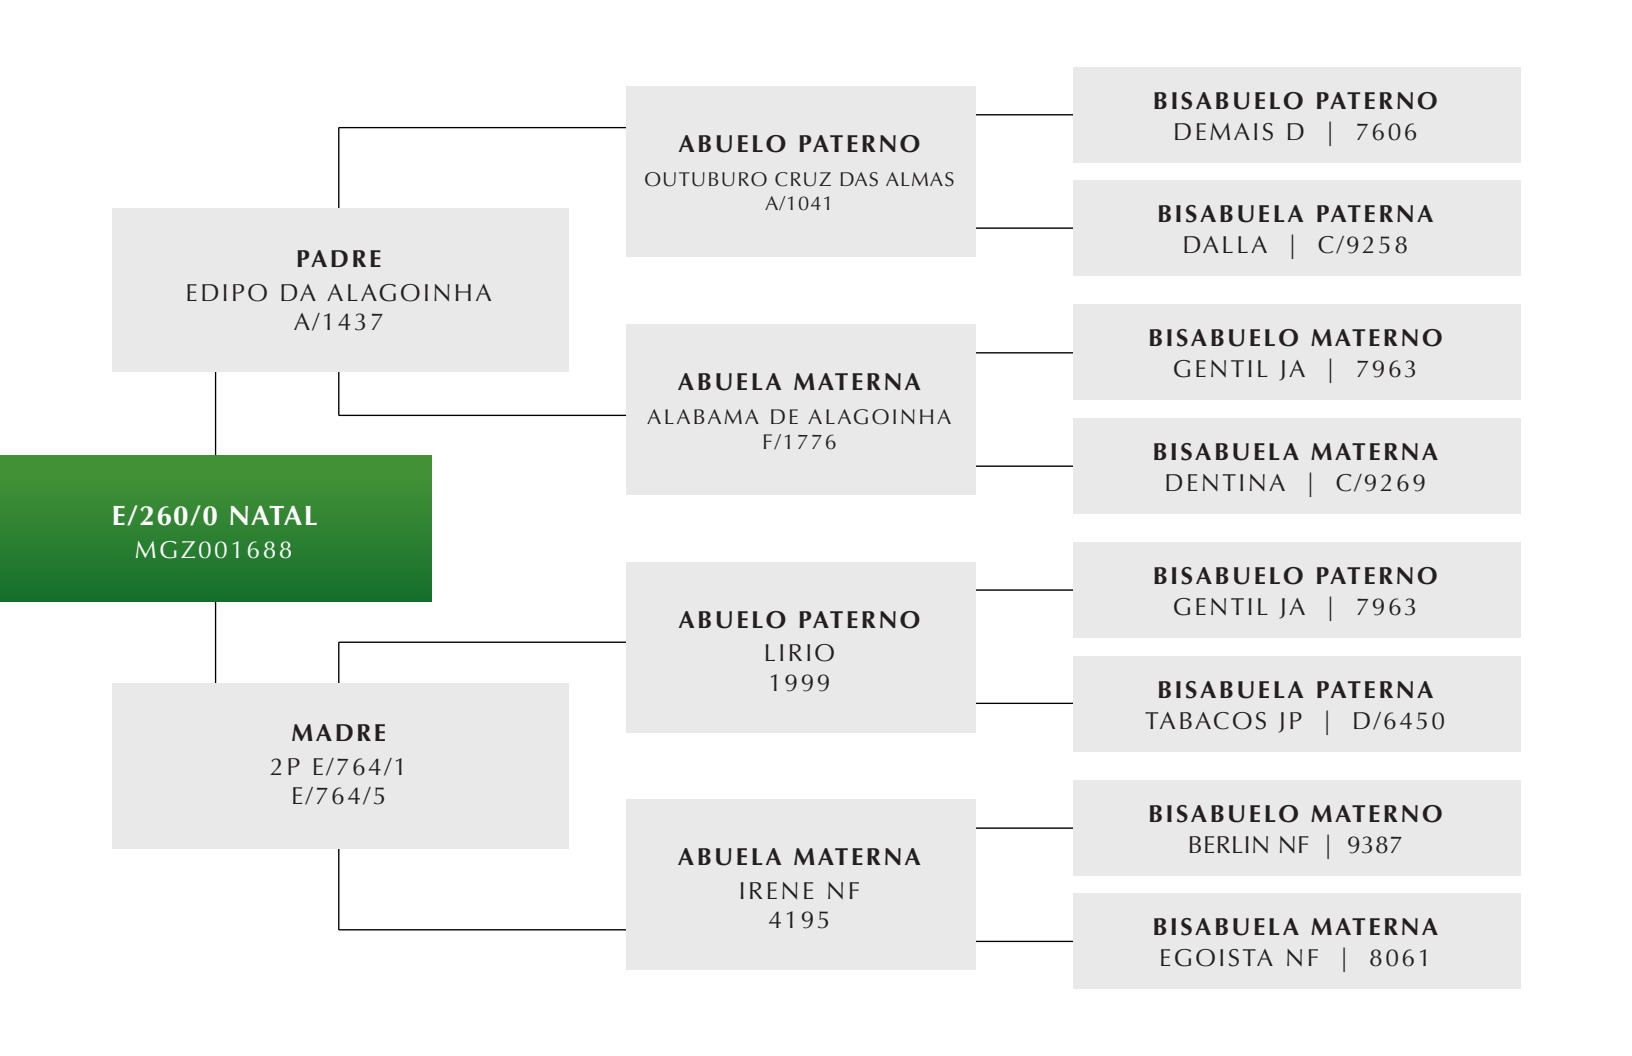 E/260/0 NATAL
MGZ001688
PADRE
EDIPO DA ALAGOINHA
A/1437
MADRE
2P E/764/1
E/764/5
ABUELO PATERNO
OUTUBURO CRUZ DAS ALMAS
A/1041
ABUELA MATERNA
ALABAMA DE ALAGOINHA
F/1776
ABUELO PATERNO
LIRIO
1999
ABUELA MATERNA
IRENE NF
4195
BISABUELO PATERNO
DEMAIS D | 7606
BISABUELA PATERNA
DALLA | C/9258
BISABUELO MATERNO
GENTIL JA | 7963
BISABUELA MATERNA
DENTINA | C/9269
BISABUELO PATERNO
GENTIL JA | 7963
BISABUELA PATERNA
TABACOS JP | D/6450
BISABUELO MATERNO
BERLIN NF | 9387
BISABUELA MATERNA
EGOISTA NF | 8061